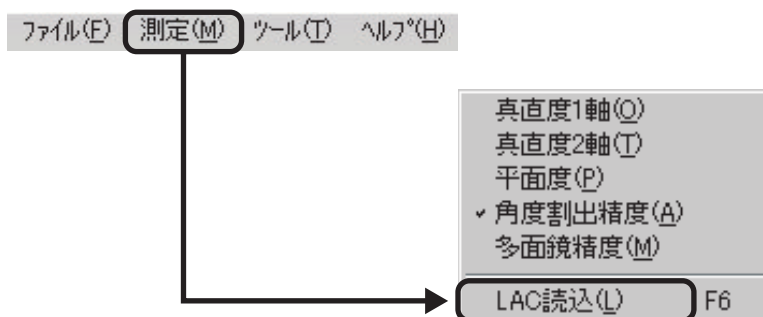 ファイル(F) 測定(M) ツール(T) ヘルプ(H)
真直度1軸(O)
真直度2軸(T)
平面度(P)
✓ 角度割出精度(A)
多面鏡精度(M)
LAC読込(L) F6